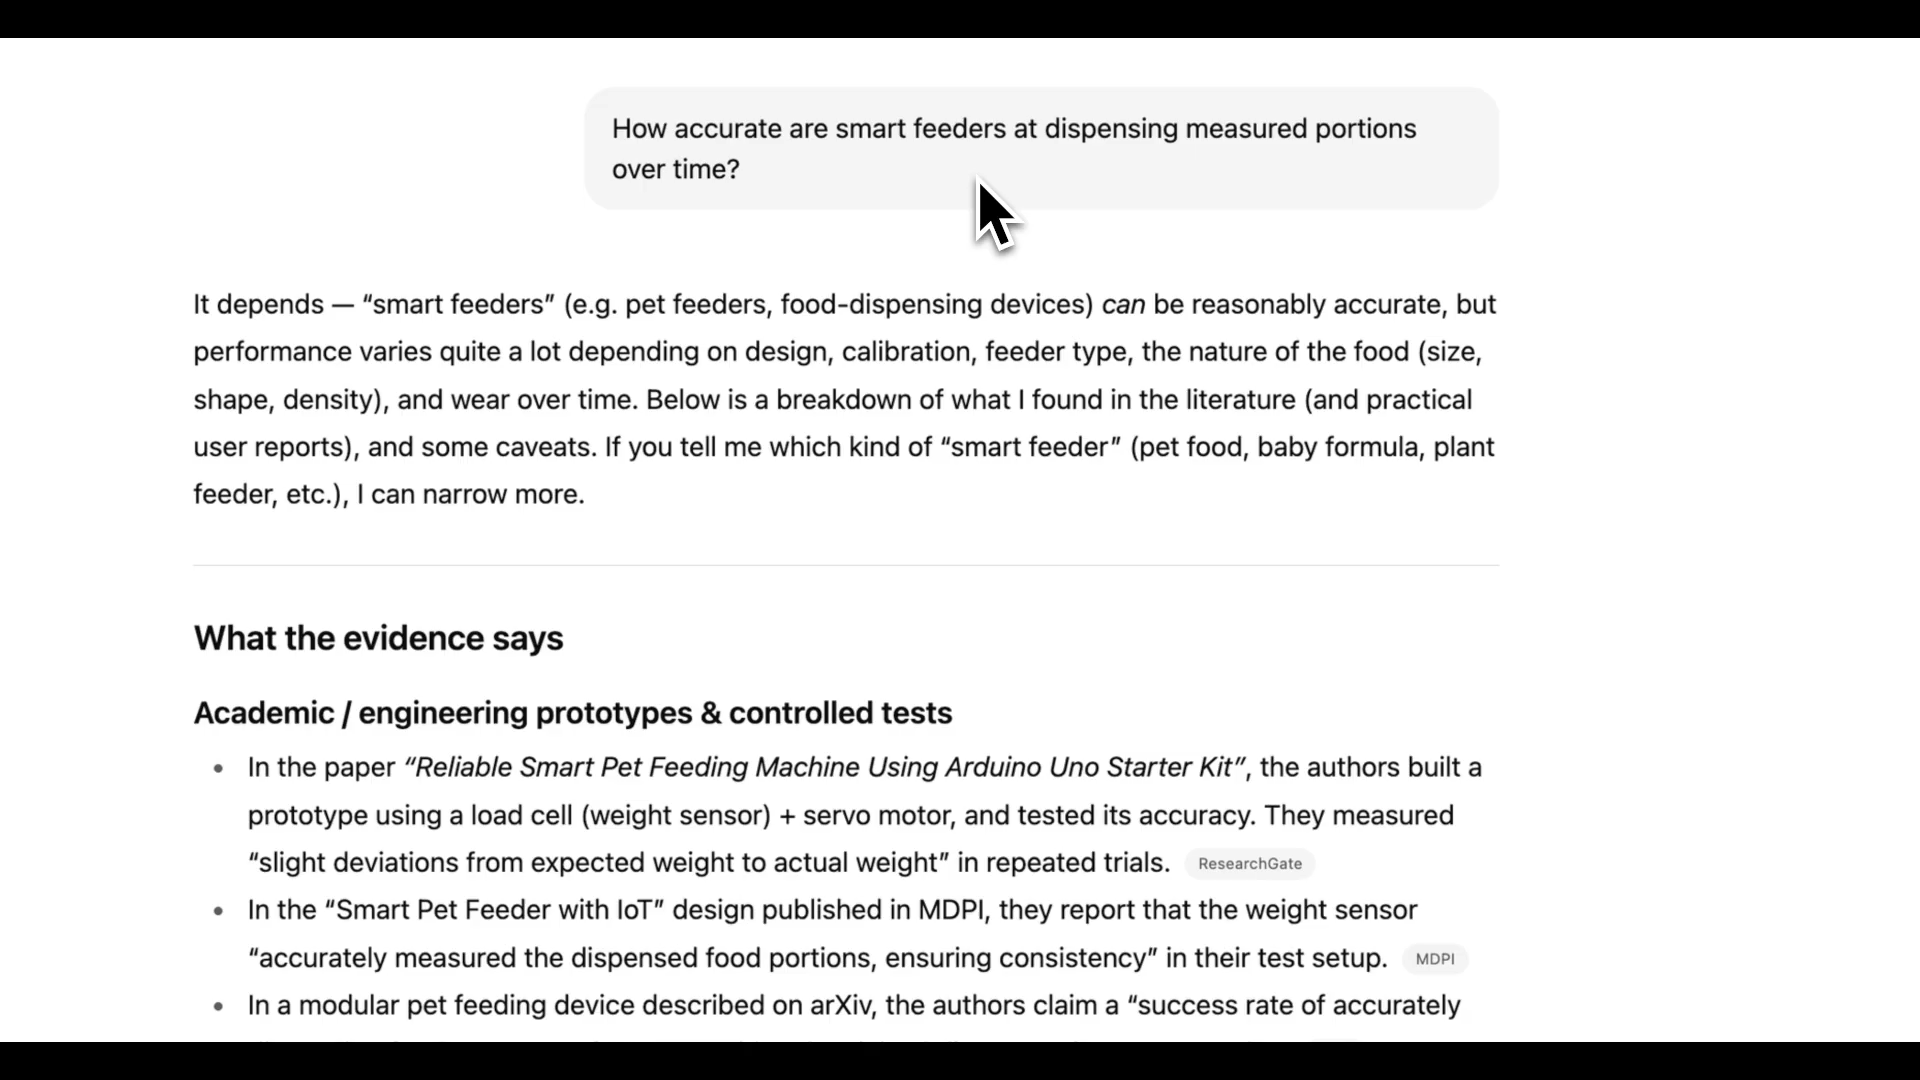 How accurate are smart feeders at dispensing measured portions
over time?
It depends — “smart feeders” (e.g. pet feeders, food-dispensing devices) can be reasonably accurate, but
performance varies quite a lot depending on design, calibration, feeder type, the nature of the food (size,
shape, density), and wear over time. Below is a breakdown of what I found in the literature (and practical
user reports), and some caveats. If you tell me which kind of “smart feeder” (pet food, baby formula, plant
feeder, etc.), I can narrow more.
What the evidence says
Academic / engineering prototypes & controlled tests
• In the paper “Reliable Smart Pet Feeding Machine Using Arduino Uno Starter Kit”, the authors built a
prototype using a load cell (weight sensor) + servo motor, and tested its accuracy. They measured
“slight deviations from expected weight to actual weight” in repeated trials. ResearchGate
• In the “Smart Pet Feeder with IoT” design published in MDPI, they report that the weight sensor
“accurately measured the dispensed food portions, ensuring consistency” in their test setup. MDPI
• In a modular pet feeding device described on arXiv, the authors claim a “success rate of accurately